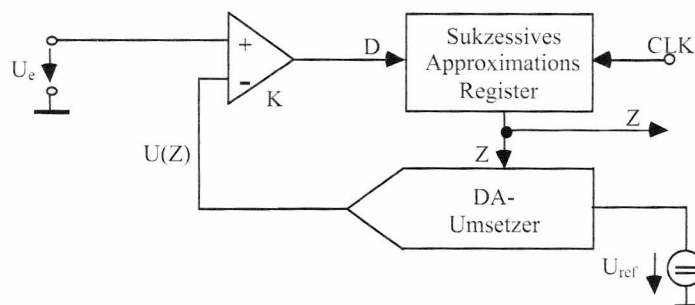 U_e
+
-
K
D
Sukzessives
Approximations
Register
CLK
Z
Z
U(Z)
DA-
Umsetzer
U_ref
=